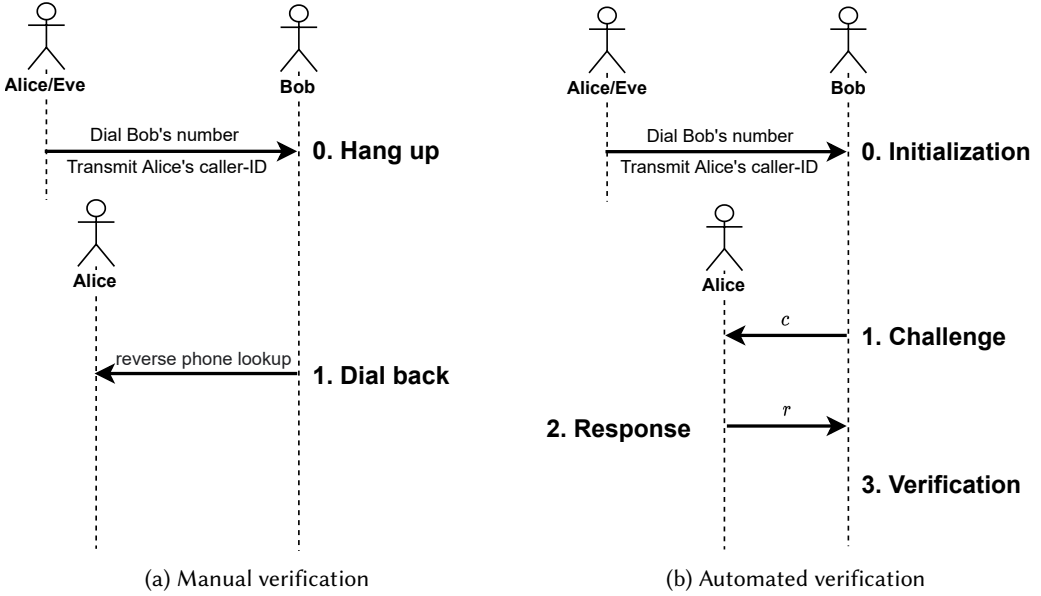 Alice/Eve
Bob
Dial Bob's number
Transmit Alice's caller-ID
0. Hang up
Alice
reverse phone lookup
1. Dial back
(a) Manual verification
Alice/Eve
Bob
Dial Bob's number
Transmit Alice's caller-ID
0. Initialization
Alice
c
1. Challenge
2. Response
r
3. Verification
(b) Automated verification